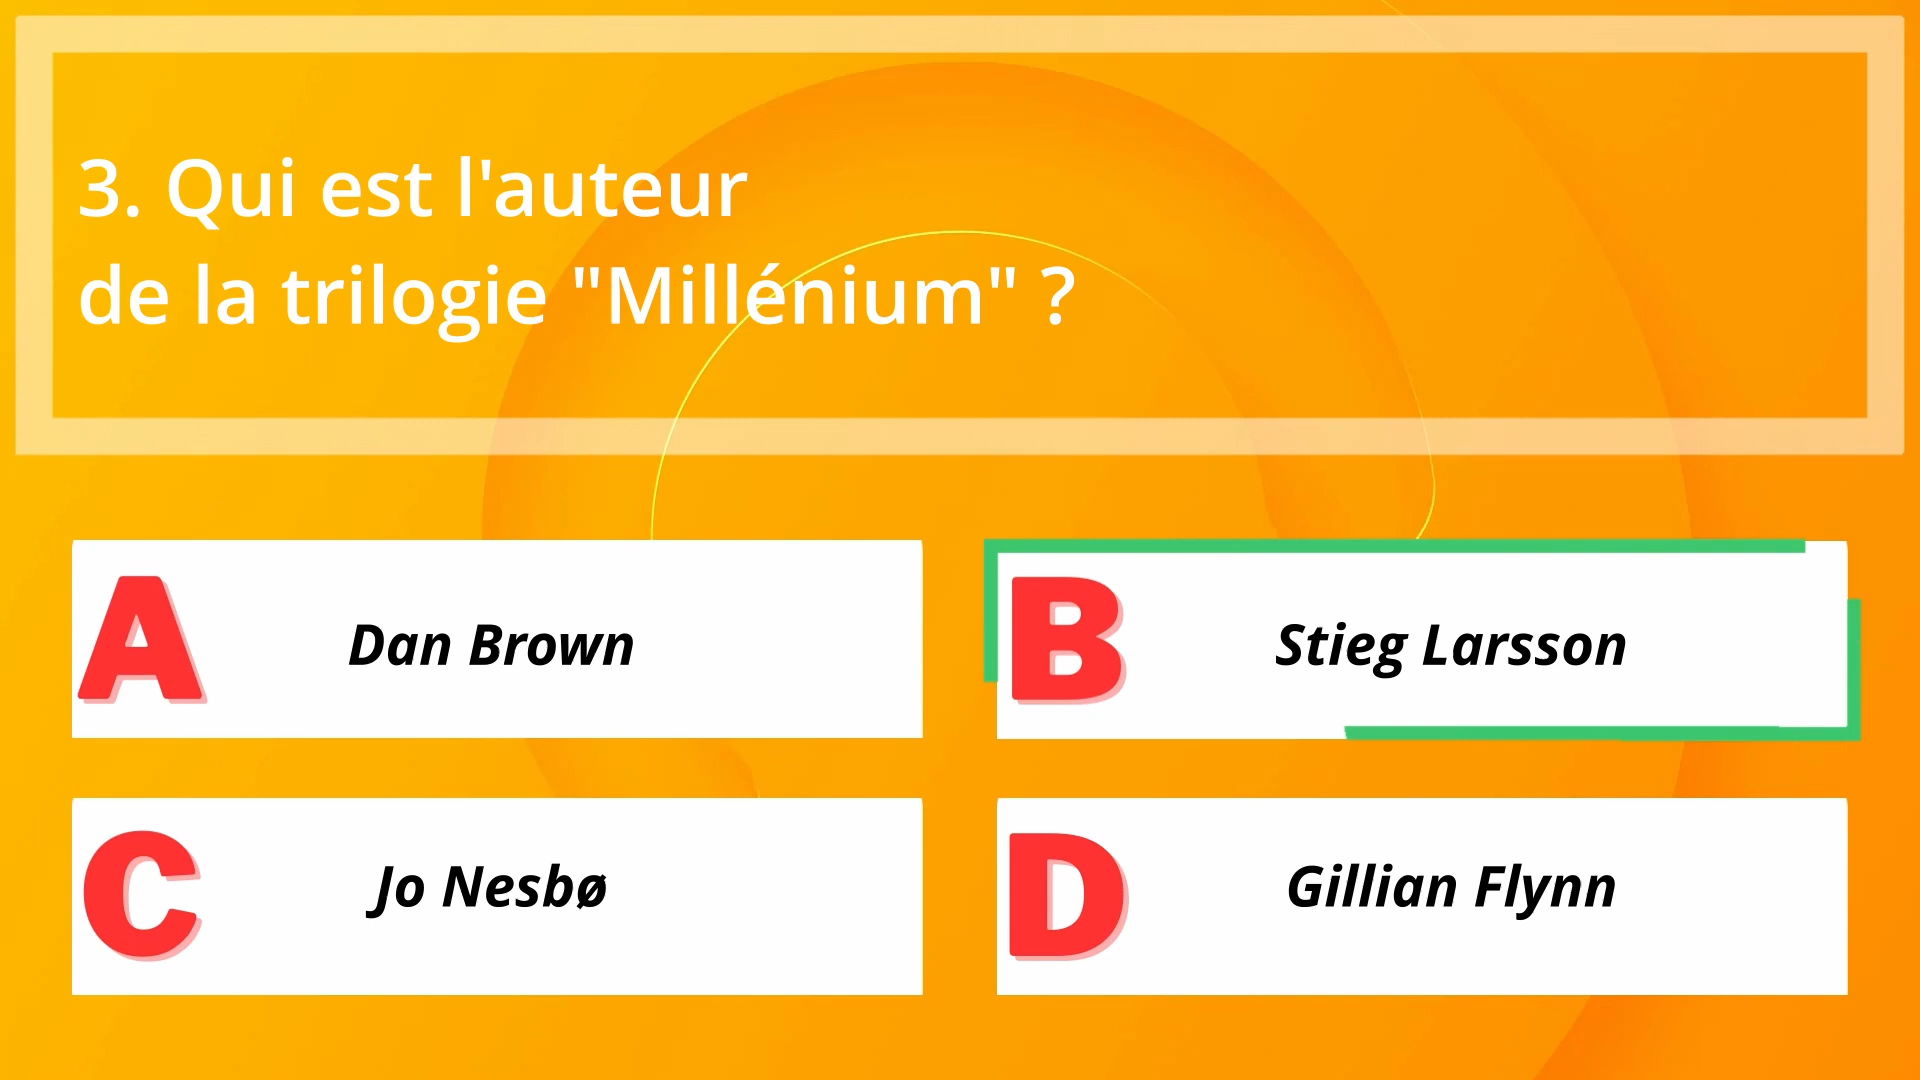 3. Qui est l'auteur
de la trilogie "Millénium" ?
A Dan Brown
B Stieg Larsson
C Jo Nesbø
D Gillian Flynn